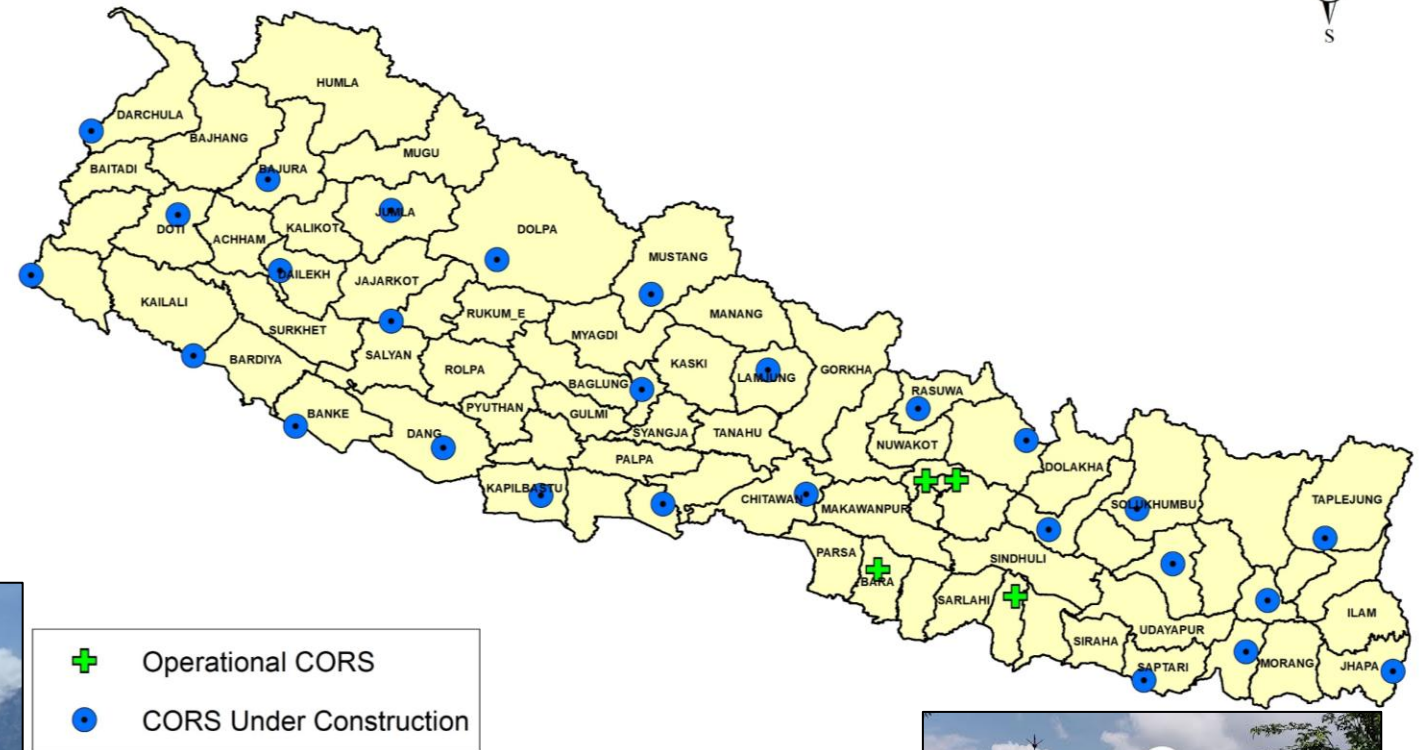 S
HUMLA
DARCHULA
BAJHANG
MUGU
BAITADI
BAJURA
JUMLA
DOTI
ACHHAM
KALIKOT
DOLPA
MUSTANG
DAILEKH
JAJARKOT
KAILALI
SURKHET
RUKUM_E
MANANG
MYAGDI
BARDIYA
SALYAN
ROLPA
KASKI
LAMJUNG
GORKHA
BAGLUNG
RASUWA
BANKE
PYUTHAN
GULMI
DANG
SYANGJA
TANAHU
NUWAKOT
PALPA
DOLAKHA
KAPILBASTU
CHITAWAN
MAKAWANPUR
SOLUKHUMBU
TAPLEJUNG
PARSA
SINDHULI
BARA
SARLAHI
ILAM
UDAYAPUR
SIRAHA
SAPTARI
MORANG
JHAPA
Operational CORS
CORS Under Construction